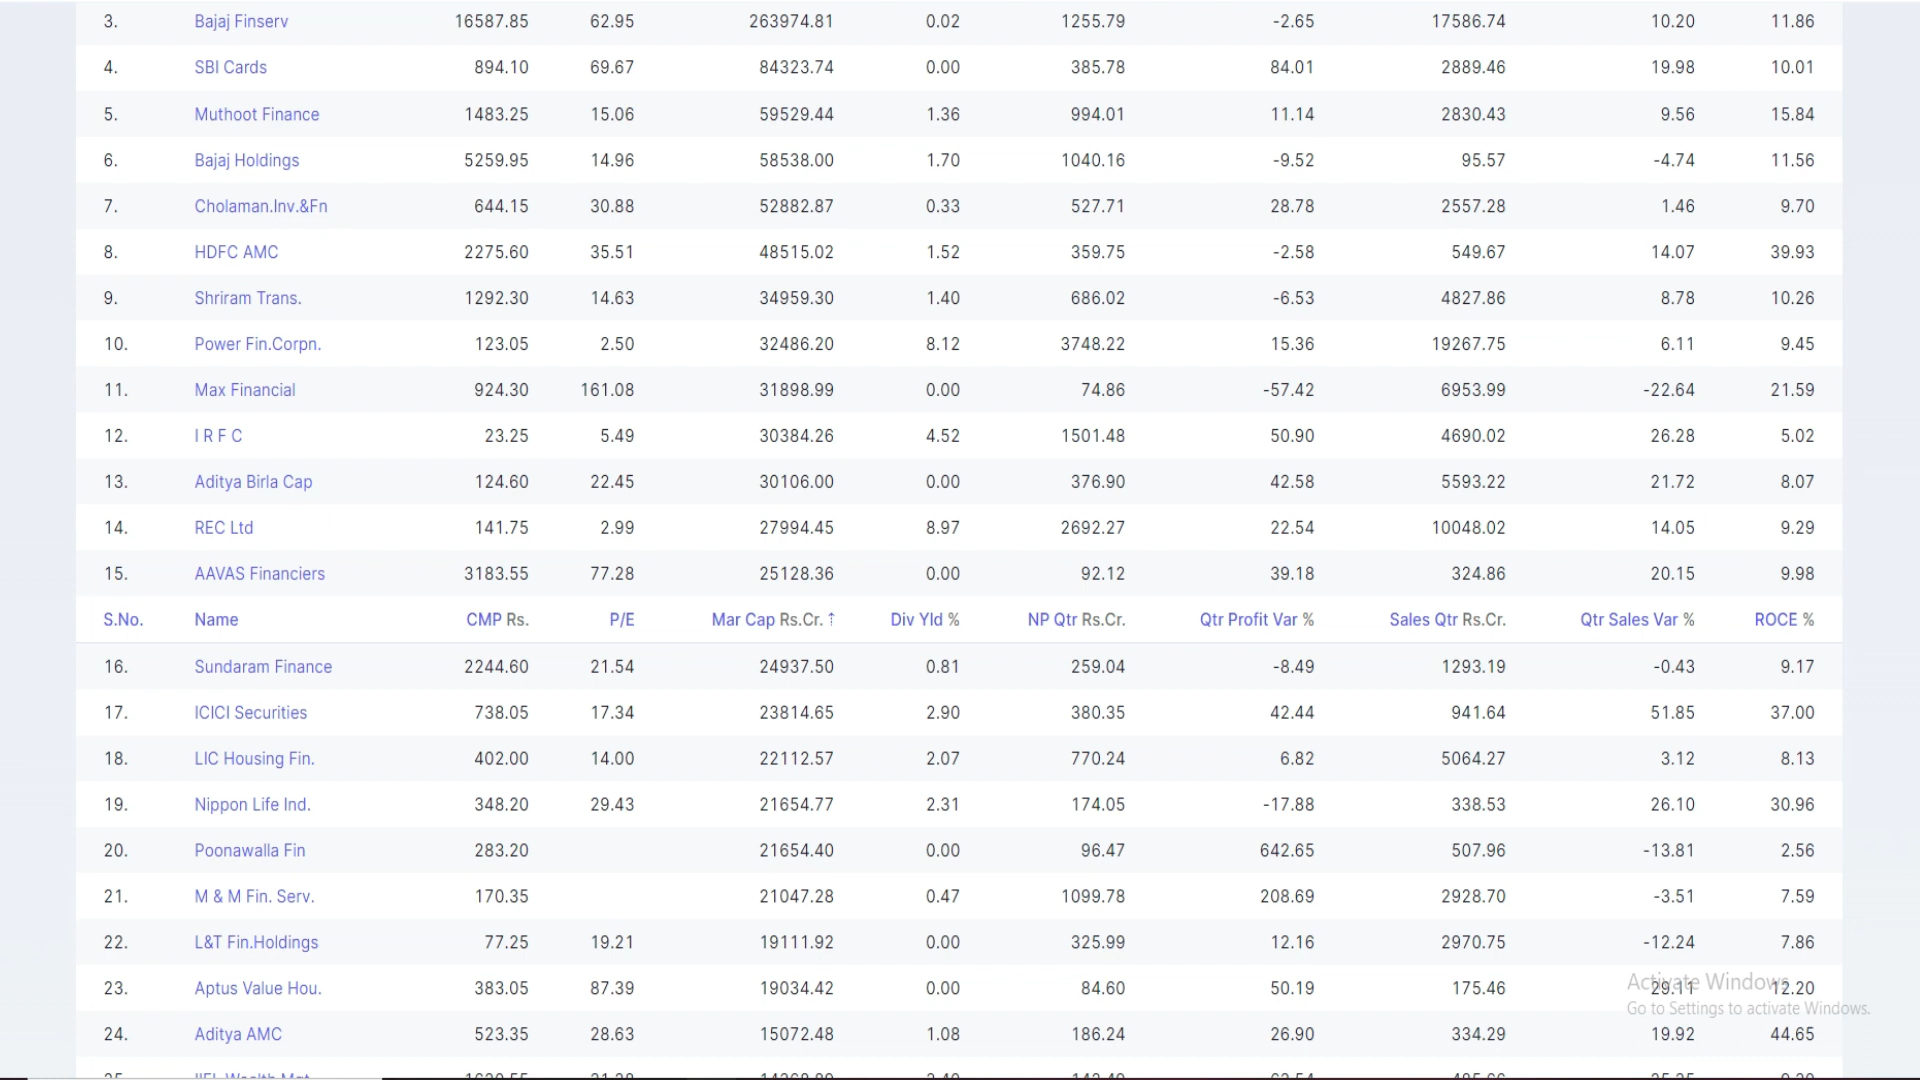 3. Bajaj Finserv 16587.85 62.95 263974.81 0.02 1255.79 -2.65 17586.74 10.20 11.86
4. SBI Cards 894.10 69.67 84323.74 0.00 385.78 84.01 2889.46 19.98 10.01
5. Muthoot Finance 1483.25 15.06 59529.44 1.36 994.01 11.14 2830.43 9.56 15.84
6. Bajaj Holdings 5259.95 14.96 58538.00 1.70 1040.16 -9.52 95.57 -4.74 11.56
7. Cholaman.Inv.&Fn 644.15 30.88 52882.87 0.33 527.71 28.78 2557.28 1.46 9.70
8. HDFC AMC 2275.60 35.51 48515.02 1.52 359.75 -2.58 549.67 14.07 39.93
9. Shriram Trans. 1292.30 14.63 34959.30 1.40 686.02 -6.53 4827.86 8.78 10.26
10. Power Fin.Corpn. 123.05 2.50 32486.20 8.12 3748.22 15.36 19267.75 6.11 9.45
11. Max Financial 924.30 161.08 31898.99 0.00 74.86 -57.42 6953.99 -22.64 21.59
12. I R F C 23.25 5.49 30384.26 4.52 1501.48 50.90 4690.02 26.28 5.02
13. Aditya Birla Cap 124.60 22.45 30106.00 0.00 376.90 42.58 5593.22 21.72 8.07
14. REC Ltd 141.75 2.99 27994.45 8.97 2692.27 22.54 10048.02 14.05 9.29
15. AAVAS Financiers 3183.55 77.28 25128.36 0.00 92.12 39.18 324.86 20.15 9.98
S.No. Name CMP Rs. P/E Mar Cap Rs.Cr. ↑ Div Yld % NP Qtr Rs.Cr. Qtr Profit Var % Sales Qtr Rs.Cr. Qtr Sales Var % ROCE %
16. Sundaram Finance 2244.60 21.54 24937.50 0.81 259.04 -8.49 1293.19 -0.43 9.17
17. ICICI Securities 738.05 17.34 23814.65 2.90 380.35 42.44 941.64 51.85 37.00
18. LIC Housing Fin. 402.00 14.00 22112.57 2.07 770.24 6.82 5064.27 3.12 8.13
19. Nippon Life Ind. 348.20 29.43 21654.77 2.31 174.05 -17.88 338.53 26.10 30.96
20. Poonawalla Fin 283.20 21654.40 0.00 96.47 642.65 507.96 -13.81 2.56
21. M & M Fin. Serv. 170.35 21047.28 0.47 1099.78 208.69 2928.70 -3.51 7.59
22. L&T Fin.Holdings 77.25 19.21 19111.92 0.00 325.99 12.16 2970.75 -12.24 7.86
23. Aptus Value Hou. 383.05 87.39 19034.42 0.00 84.60 50.19 175.46 29.11 12.20
Activate Windows
Go to Settings to activate Windows.
24. Aditya AMC 523.35 28.63 15072.48 1.08 186.24 26.90 334.29 19.92 44.65